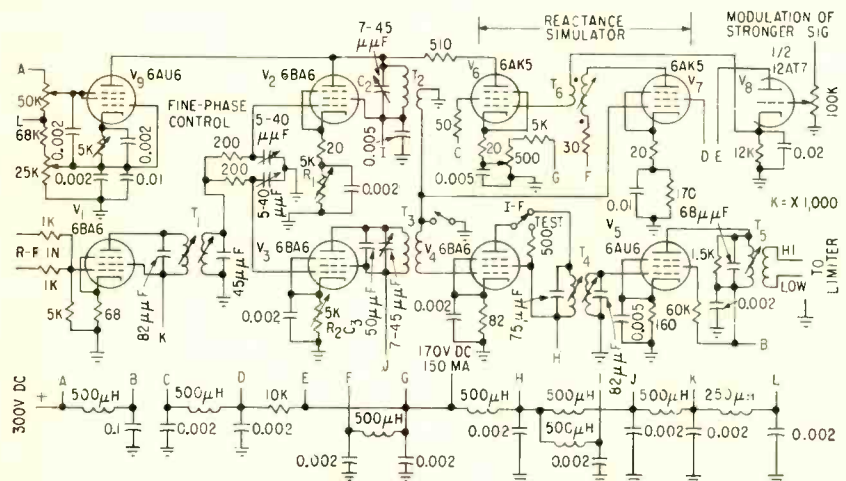 REACTANCE SIMULATOR
MODULATION OF STRONGER SIG
7-45 μμF
510
1/2 12AT7
A
V9 6AU6
V2 6BA6
C2
T2
V6 6AK5
T6
6AK5 V7
V8
100K
50K
L
68K
25K
0.002
5K
0.002
0.002
0.01
FINE-PHASE CONTROL
200
200
5-40 μμF
5-40 μμF
20
5K R1
0.002
0.005
I
50
C
20
0.005
500
5K
G
30
F
20
0.01
170
D E
12K
0.02
K = X 1,000
V1 6BA6
1K
R-F IN
1K
5K
68
82μμF
K
T1
45μμF
V3 6BA6
0.002
5K R2
C3
50μμF
7-45 μμF
J
T3
V4 6BA6
0.002
82
I-F
TEST
500
75μμF
H
T4
82μμF
V5 6AU6
0.005
160
60K
1.5K
68μμF
T5
0.002
B
HI
LOW
TO LIMITER
170V DC 150 MA
300V DC
+
A
500μH
B
0.1
C
0.002
500μH
D
0.002
10K
E
F
0.002
500μH
G
0.002
500μH
H
0.002
500μH
500μH
I
0.002
J
0.002
500μH
K
0.002
250μH
L
0.002